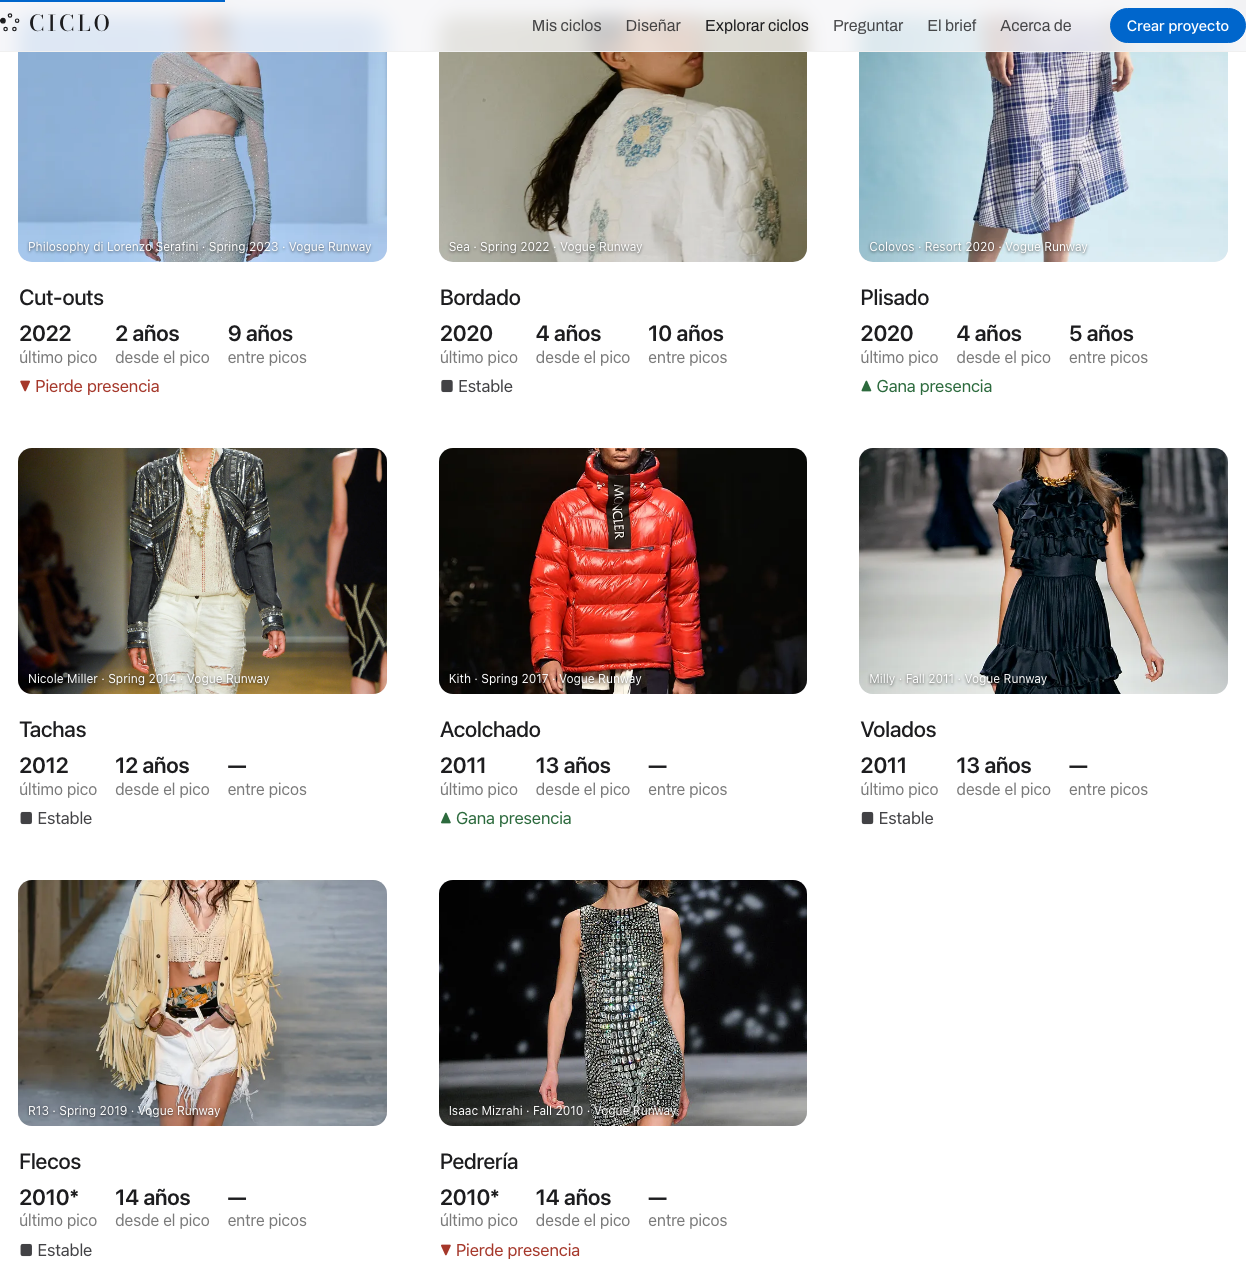 CICLO
Mis ciclos Diseñar Explorar ciclos Preguntar El brief Acerca de Crear proyecto
Philosophy di Lorenzo Serafini · Spring 2023 · Vogue Runway
Sea · Spring 2022 · Vogue Runway
Colovos · Resort 2020 · Vogue Runway
Cut-outs
2022 2 años 9 años
último pico desde el pico entre picos
▼ Pierde presencia
Bordado
2020 4 años 10 años
último pico desde el pico entre picos
■ Estable
Plisado
2020 4 años 5 años
último pico desde el pico entre picos
▲ Gana presencia
MONCLER
Nicole Miller · Spring 2014 · Vogue Runway
Kith · Spring 2017 · Vogue Runway
Milly · Fall 2011 · Vogue Runway
Tachas
2012 12 años —
último pico desde el pico entre picos
■ Estable
Acolchado
2011 13 años —
último pico desde el pico entre picos
▲ Gana presencia
Volados
2011 13 años —
último pico desde el pico entre picos
■ Estable
R13 · Spring 2019 · Vogue Runway
Isaac Mizrahi · Fall 2010 · Vogue Runway
Flecos
2010* 14 años —
último pico desde el pico entre picos
■ Estable
Pedrería
2010* 14 años —
último pico desde el pico entre picos
▼ Pierde presencia